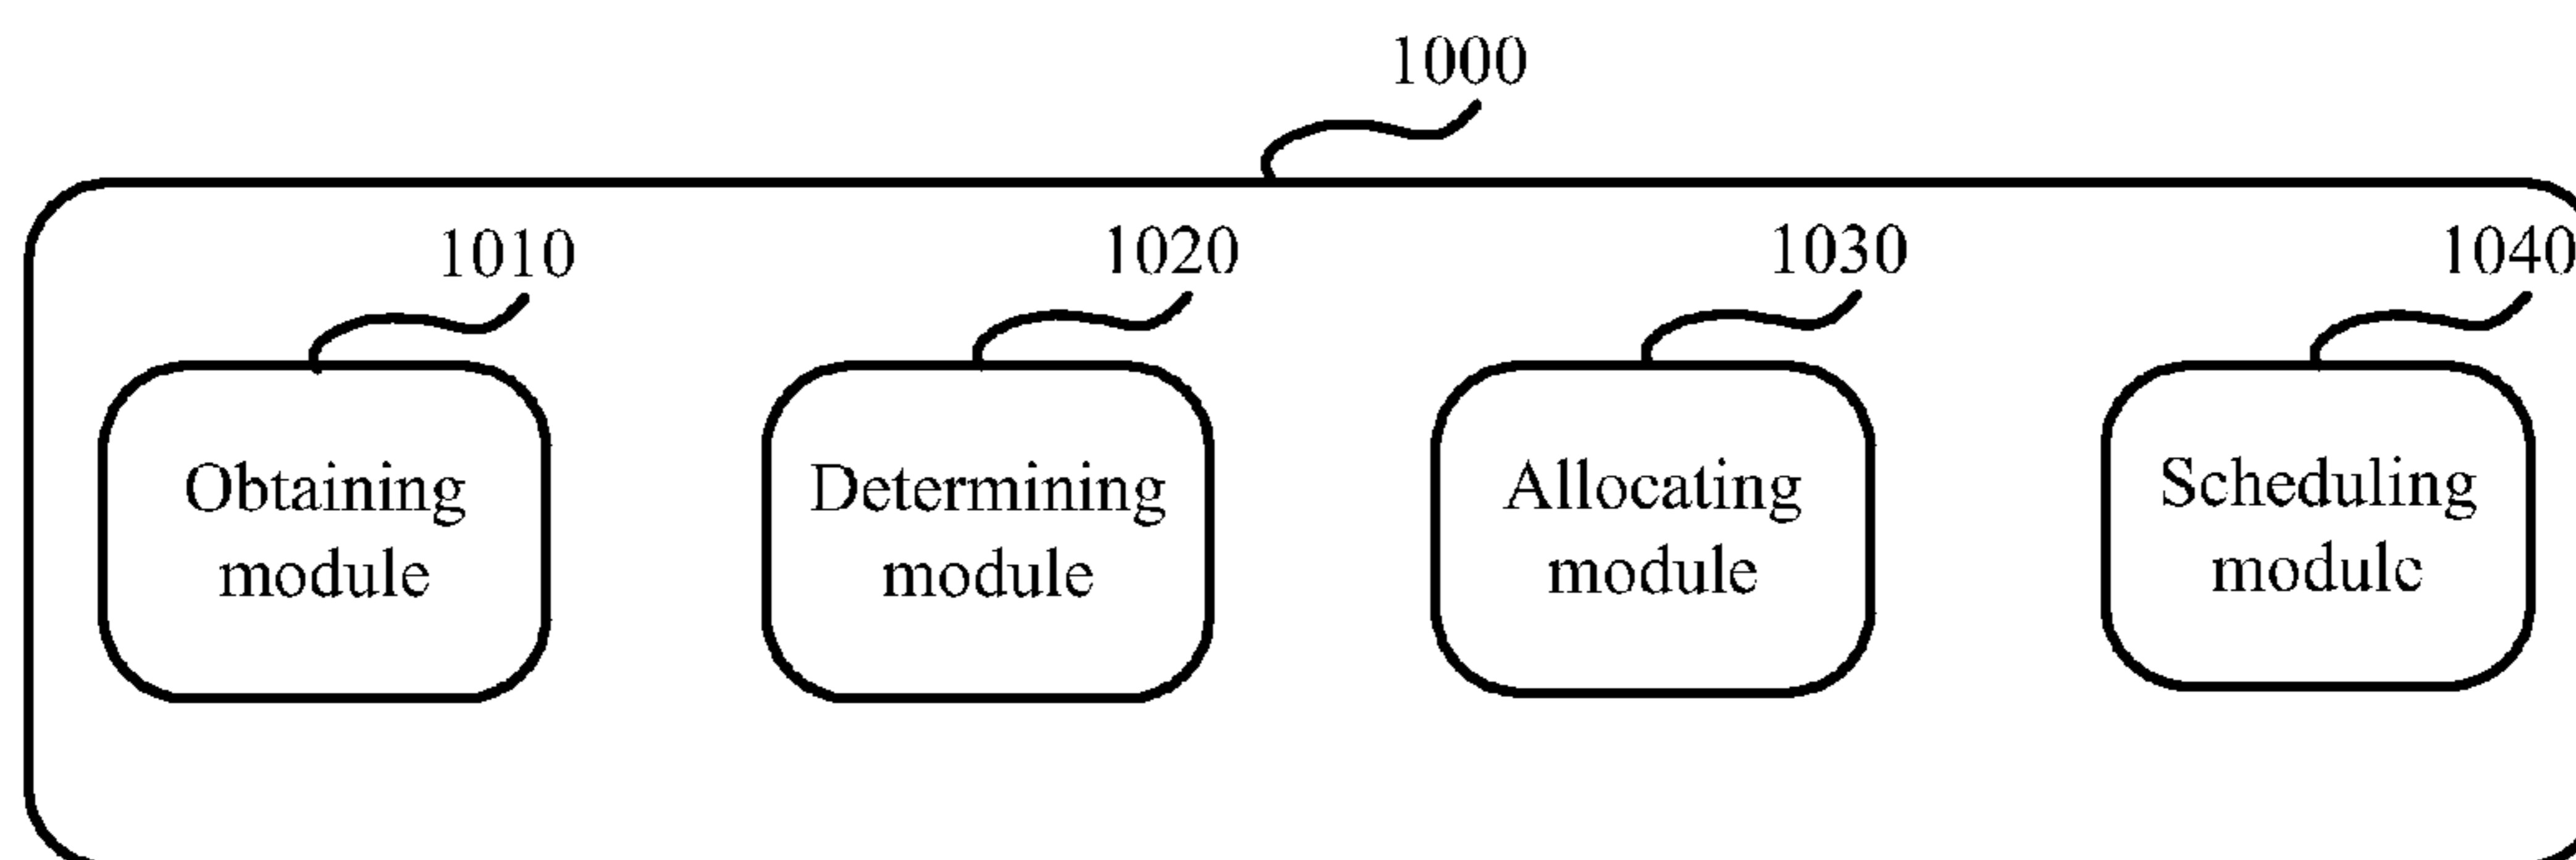 1000
1010
1020
1030
1040
Obtaining
module
Determining
module
Allocating
module
Scheduling
module